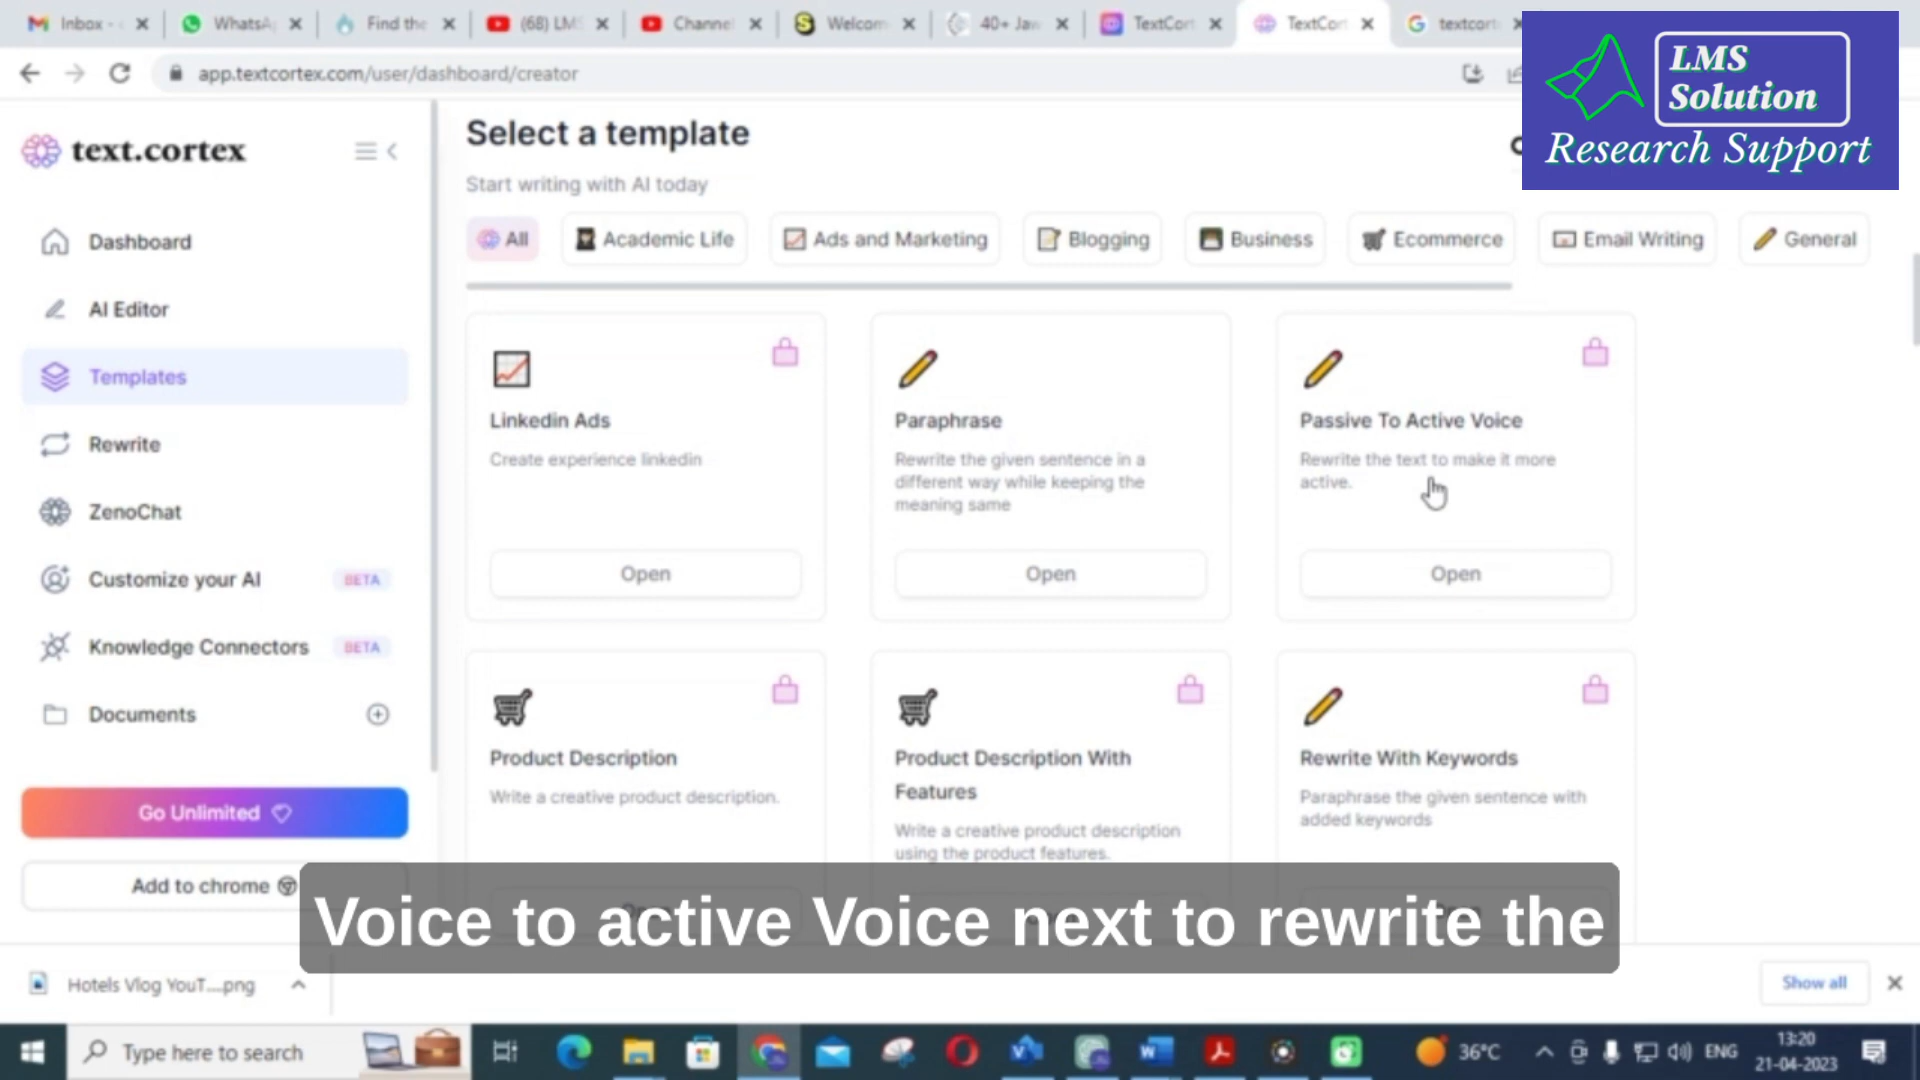 Inbox -
WhatsA
Find the
(68) LM
Channe
Welcom
40+ Jaw
TextCort
TextCort
textcort
app.textcortex.com/user/dashboard/creator
LMS
Solution
Research Support
text.cortex
Dashboard
AI Editor
Templates
Rewrite
ZenoChat
Customize your AI BETA
Knowledge Connectors BETA
Documents
Go Unlimited
Add to chrome
Select a template
Start writing with AI today
All
Academic Life
Ads and Marketing
Blogging
Business
Ecommerce
Email Writing
General
Linkedin Ads
Create experience linkedin
Open
Paraphrase
Rewrite the given sentence in a
different way while keeping the
meaning same
Open
Passive To Active Voice
Rewrite the text to make it more
active.
Open
Product Description
Write a creative product description.
Product Description With
Features
Write a creative product description
using the product features.
Rewrite With Keywords
Paraphrase the given sentence with
added keywords
Voice to active Voice next to rewrite the
Hotels Vlog YouT....png
Show all
Type here to search
36°C
ENG
13:20
21-04-2023